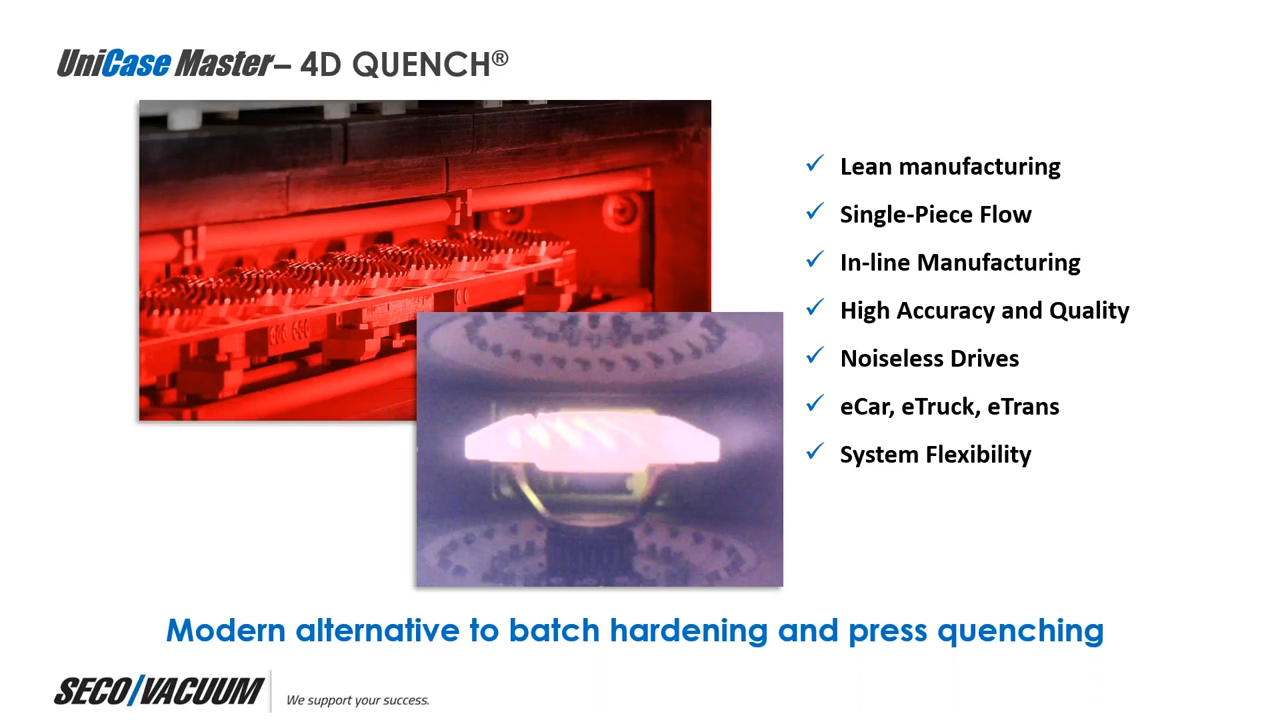 UniCase Master – 4D QUENCH®
Lean manufacturing
Single-Piece Flow
In-line Manufacturing
High Accuracy and Quality
Noiseless Drives
eCar, eTruck, eTrans
System Flexibility
Modern alternative to batch hardening and press quenching
SECO/VACUUM
We support your success.